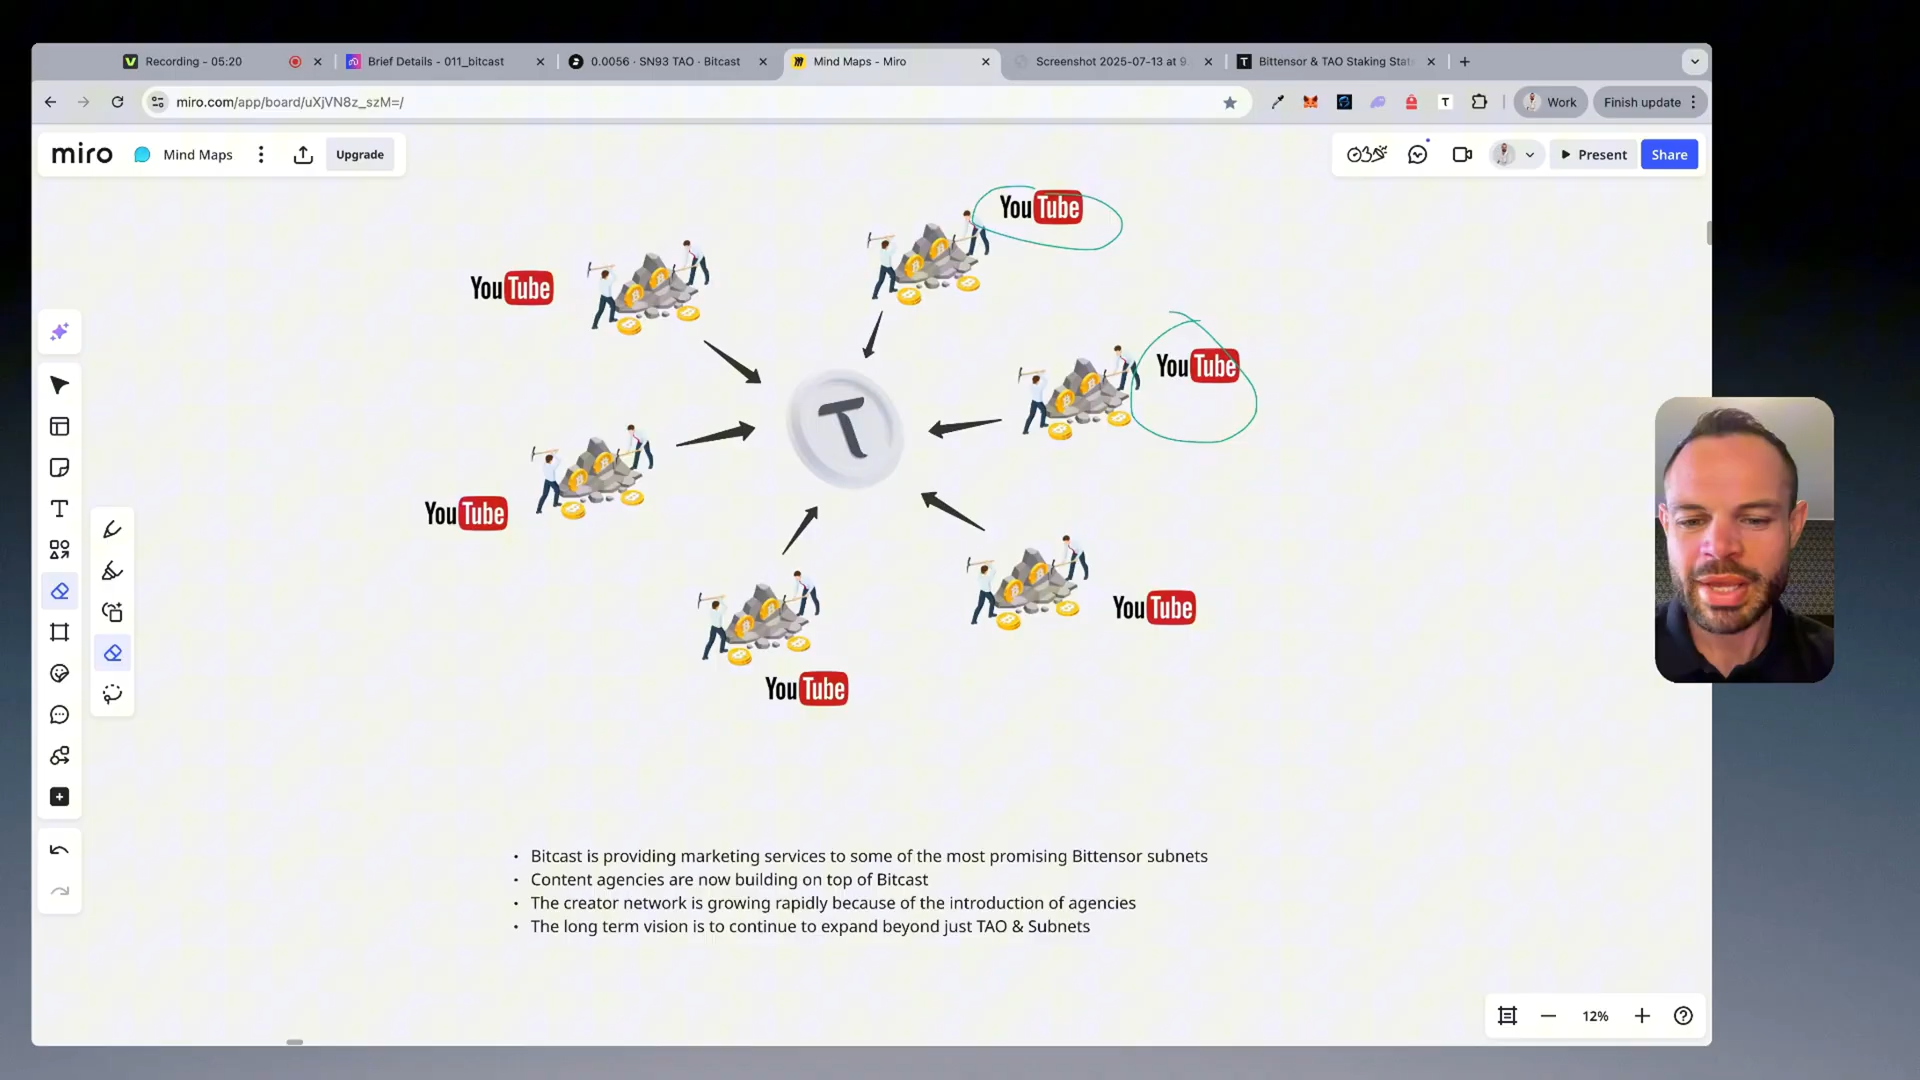 Recording - 05:20
Brief Details - 011_bitcast
0.0056 · SN93 TAO · Bitcast
Mind Maps - Miro
Screenshot 2025-07-13 at 9.
Bittensor & TAO Staking Stat
miro.com/app/board/uXjVN8z_szM=/
Work
Finish update
miro
Mind Maps
Upgrade
Present
Share
YouTube
YouTube
YouTube
T
YouTube
YouTube
YouTube
· Bitcast is providing marketing services to some of the most promising Bittensor subnets
· Content agencies are now building on top of Bitcast
· The creator network is growing rapidly because of the introduction of agencies
· The long term vision is to continue to expand beyond just TAO & Subnets
12%